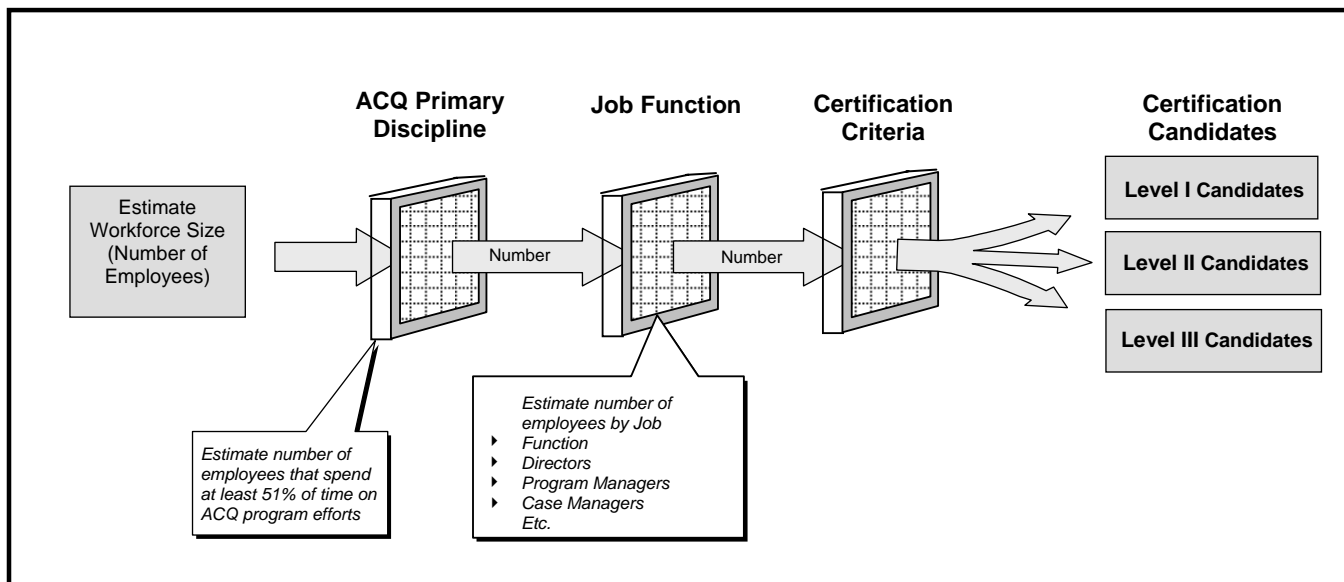 ACQ Primary
Discipline
Job Function
Certification
Criteria
Certification
Candidates
Estimate
Workforce Size
(Number of
Employees)
Number
Number
Level I Candidates
Level II Candidates
Level III Candidates
Estimate number of
employees that spend
at least 51% of time on
ACQ program efforts
Estimate number of
employees by Job
Function
Directors
Program Managers
Case Managers
Etc.